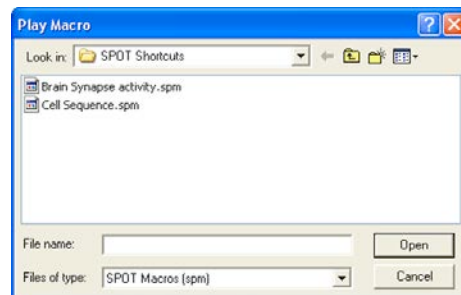 Play Macro
Look in: SPOT Shortcuts
Brain Synapse activity.spm
Cell Sequence.spm
File name: Open
Files of type: SPOT Macros (spm) Cancel